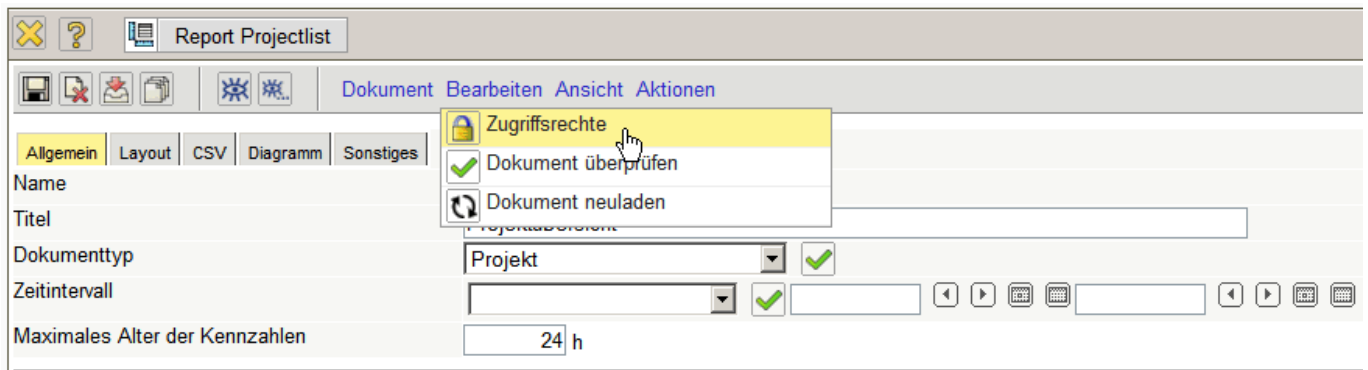 Report Projectlist
Dokument Bearbeiten Ansicht Aktionen
Zugriffsrechte
Dokument überprüfen
Dokument neuladen
Allgemein Layout CSV Diagramm Sonstiges
Name
Titel
Projektübersicht
Dokumenttyp
Projekt
Zeitintervall
Maximales Alter der Kennzahlen
24 h